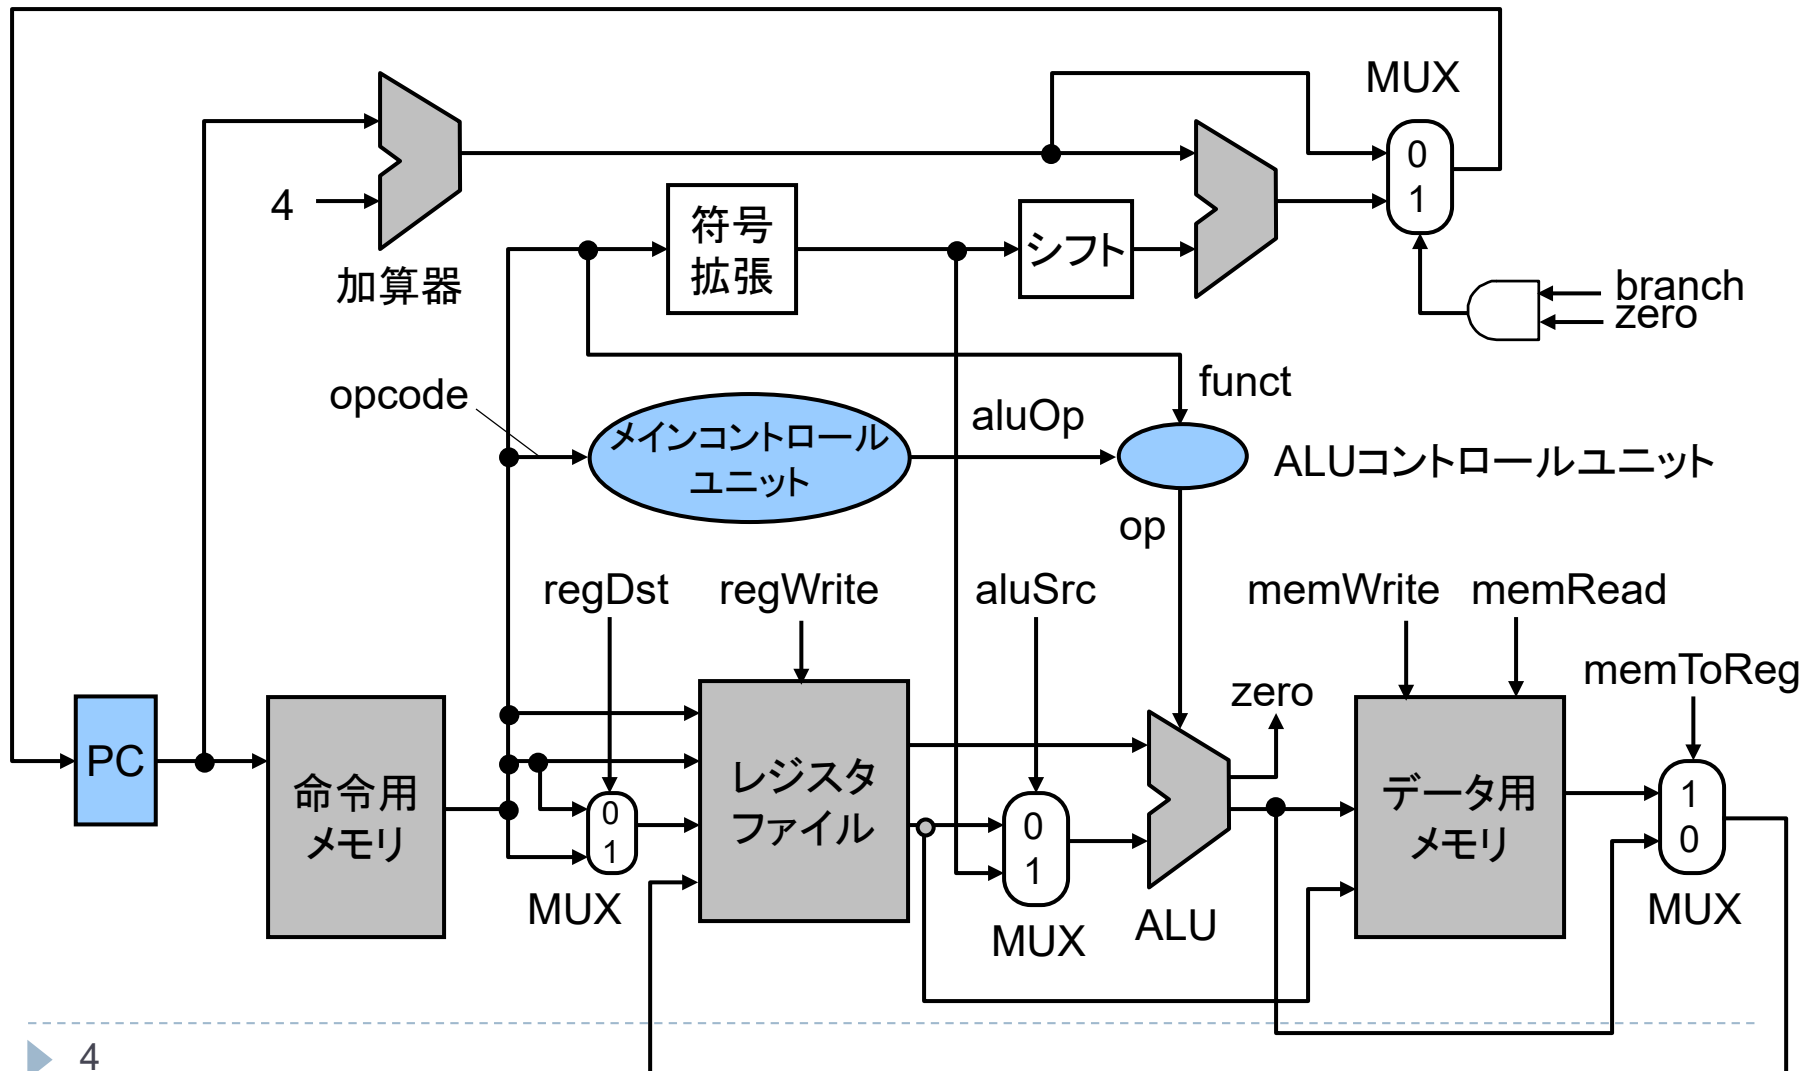 MUX
0
1
4
符号
拡張
シフト
加算器
branch
zero
opcode
funct
aluOp
メインコントロール
ユニット
ALUコントロールユニット
op
regDst
regWrite
aluSrc
memWrite
memRead
memToReg
zero
PC
命令用
メモリ
0
1
MUX
レジスタ
ファイル
0
1
MUX
ALU
データ用
メモリ
1
0
MUX
4